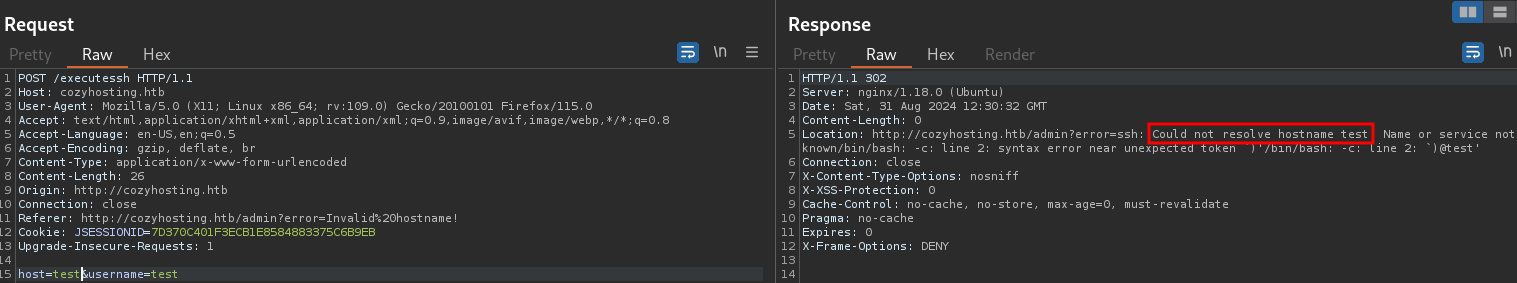 Request
Pretty Raw Hex
\n
1 POST /executessh HTTP/1.1
2 Host: cozyhosting.htb
3 User-Agent: Mozilla/5.0 (X11; Linux x86_64; rv:109.0) Gecko/20100101 Firefox/115.0
4 Accept: text/html,application/xhtml+xml,application/xml;q=0.9,image/avif,image/webp,*/*;q=0.8
5 Accept-Language: en-US,en;q=0.5
6 Accept-Encoding: gzip, deflate, br
7 Content-Type: application/x-www-form-urlencoded
8 Content-Length: 26
9 Origin: http://cozyhosting.htb
10 Connection: close
11 Referer: http://cozyhosting.htb/admin?error=Invalid%20hostname!
12 Cookie: JSESSIONID=7D370C401F3ECB1E8584883375C6B9EB
13 Upgrade-Insecure-Requests: 1
14
15 host=test&username=test
Response
Pretty Raw Hex Render
\n
1 HTTP/1.1 302
2 Server: nginx/1.18.0 (Ubuntu)
3 Date: Sat, 31 Aug 2024 12:30:32 GMT
4 Content-Length: 0
5 Location: http://cozyhosting.htb/admin?error=ssh: Could not resolve hostname test Name or service not
known/bin/bash: -c: line 2: syntax error near unexpected token `)'/bin/bash: -c: line 2: `)@test'
6 Connection: close
7 X-Content-Type-Options: nosniff
8 X-XSS-Protection: 0
9 Cache-Control: no-cache, no-store, max-age=0, must-revalidate
10 Pragma: no-cache
11 Expires: 0
12 X-Frame-Options: DENY
13
14